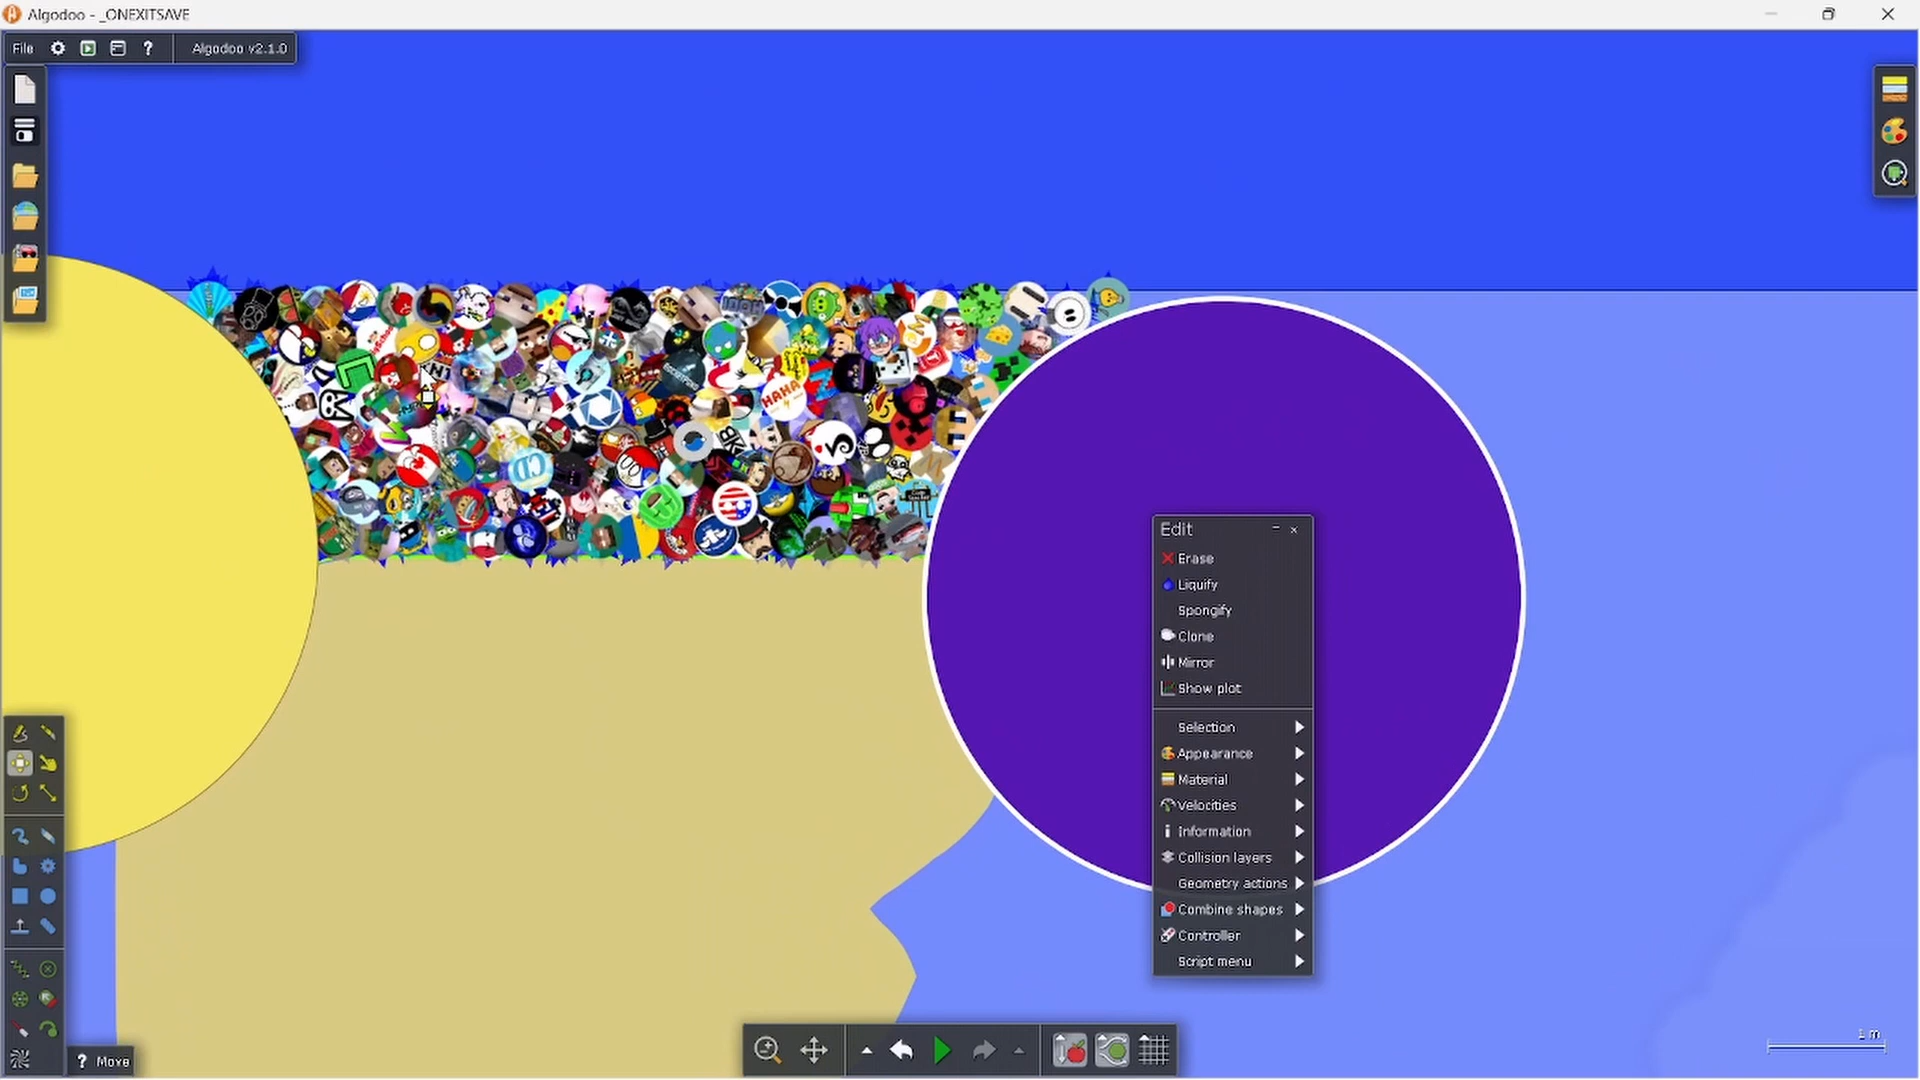 Algodoo - _ONEXITSAVE
File
?
Algodoo v2.1.0
HAHA
CD
Edit
Erase
Liquify
Spongify
Clone
Mirror
Show plot
Selection
Appearance
Material
Velocities
Information
Collision layers
Geometry actions
Combine shapes
Controller
Script menu
? Move
1 m